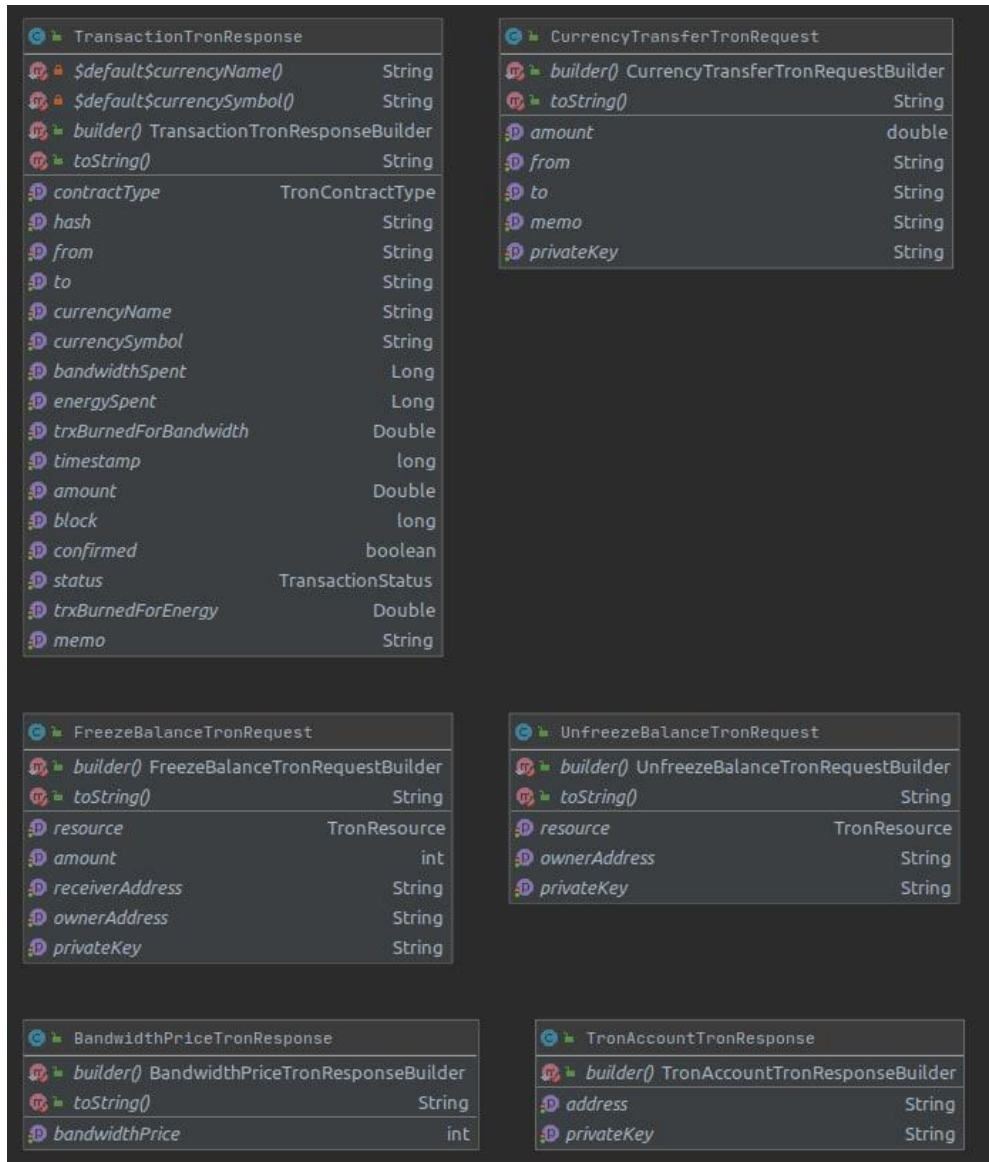 TransactionTronResponse
$default$currencyName() String
$default$currencySymbol() String
builder() TransactionTronResponseBuilder
toString() String
contractType TronContractType
hash String
from String
to String
currencyName String
currencySymbol String
bandwidthSpent Long
energySpent Long
trxBurnedForBandwidth Double
timestamp long
amount Double
block long
confirmed boolean
status TransactionStatus
trxBurnedForEnergy Double
memo String
CurrencyTransferTronRequest
builder() CurrencyTransferTronRequestBuilder
toString() String
amount double
from String
to String
memo String
privateKey String
FreezeBalanceTronRequest
builder() FreezeBalanceTronRequestBuilder
toString() String
resource TronResource
amount int
receiverAddress String
ownerAddress String
privateKey String
UnfreezeBalanceTronRequest
builder() UnfreezeBalanceTronRequestBuilder
toString() String
resource TronResource
ownerAddress String
privateKey String
BandwidthPriceTronResponse
builder() BandwidthPriceTronResponseBuilder
toString() String
bandwidthPrice int
TronAccountTronResponse
builder() TronAccountTronResponseBuilder
address String
privateKey String